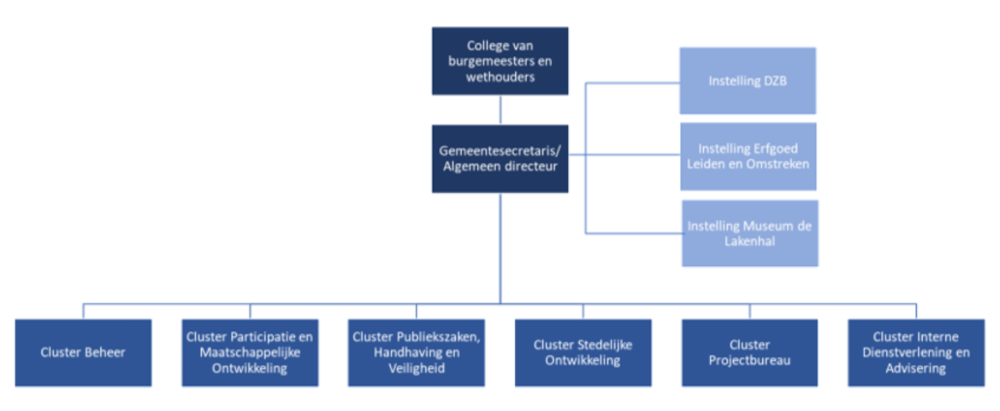 College van
burgemeesters en
wethouders
Instelling DZB
Gemeentesecretaris/
Algemeen directeur
Instelling Erfgoed
Leiden en Omstreken
Instelling Museum de
Lakenhal
Cluster Beheer
Cluster Participatie en
Maatschappelijke
Ontwikkeling
Cluster Publiekszaken,
Handhaving en
Veiligheid
Cluster Stedelijke
Ontwikkeling
Cluster
Projectbureau
Cluster Interne
Dienstverlening en
Advisering